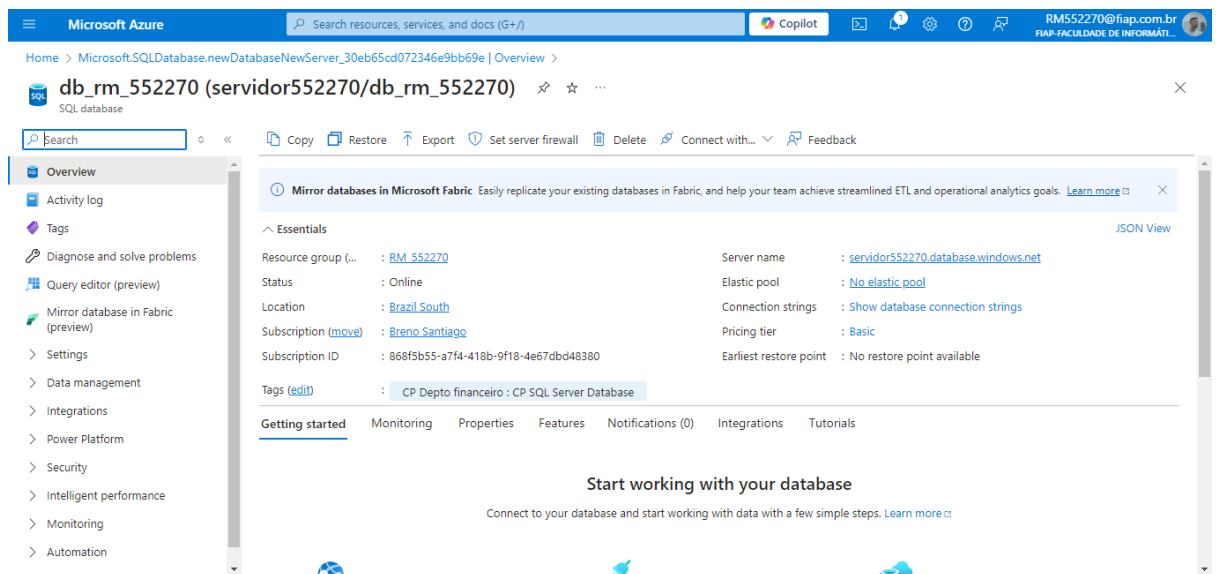 Microsoft Azure
Search resources, services, and docs (G+/)
Copilot
1
RM552270@fiap.com.br
FIAP-FACULDADE DE INFORMÁTI...
Home > Microsoft.SQLDatabase.newDatabaseNewServer_30eb65cd072346e9bb69e | Overview >
SQL
db_rm_552270 (servidor552270/db_rm_552270)
SQL database
Search
Copy Restore Export Set server firewall Delete Connect with... Feedback
Overview
Activity log
Tags
Diagnose and solve problems
Query editor (preview)
Mirror database in Fabric
(preview)
Settings
Data management
Integrations
Power Platform
Security
Intelligent performance
Monitoring
Automation
Mirror databases in Microsoft Fabric Easily replicate your existing databases in Fabric, and help your team achieve streamlined ETL and operational analytics goals. Learn more
Essentials
JSON View
Resource group (... : RM_552270
Status : Online
Location : Brazil South
Subscription (move) : Breno Santiago
Subscription ID : 868f5b55-a7f4-418b-9f18-4e67dbd48380
Server name : servidor552270.database.windows.net
Elastic pool : No elastic pool
Connection strings : Show database connection strings
Pricing tier : Basic
Earliest restore point : No restore point available
Tags (edit) : CP Depto financeiro : CP SQL Server Database
Getting started Monitoring Properties Features Notifications (0) Integrations Tutorials
Start working with your database
Connect to your database and start working with data with a few simple steps. Learn more